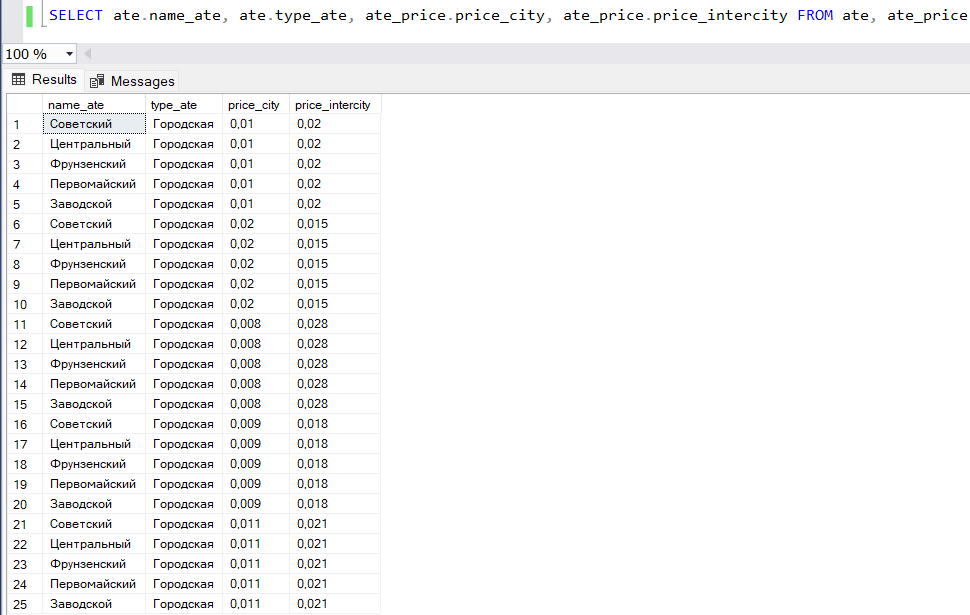 SELECT ate.name_ate, ate.type_ate, ate_price.price_city, ate_price.price_intercity FROM ate, ate_price
100 %
Results Messages
name_ate type_ate price_city price_intercity
1 Советский Городская 0,01 0,02
2 Центральный Городская 0,01 0,02
3 Фрунзенский Городская 0,01 0,02
4 Первомайский Городская 0,01 0,02
5 Заводской Городская 0,01 0,02
6 Советский Городская 0,02 0,015
7 Центральный Городская 0,02 0,015
8 Фрунзенский Городская 0,02 0,015
9 Первомайский Городская 0,02 0,015
10 Заводской Городская 0,02 0,015
11 Советский Городская 0,008 0,028
12 Центральный Городская 0,008 0,028
13 Фрунзенский Городская 0,008 0,028
14 Первомайский Городская 0,008 0,028
15 Заводской Городская 0,008 0,028
16 Советский Городская 0,009 0,018
17 Центральный Городская 0,009 0,018
18 Фрунзенский Городская 0,009 0,018
19 Первомайский Городская 0,009 0,018
20 Заводской Городская 0,009 0,018
21 Советский Городская 0,011 0,021
22 Центральный Городская 0,011 0,021
23 Фрунзенский Городская 0,011 0,021
24 Первомайский Городская 0,011 0,021
25 Заводской Городская 0,011 0,021